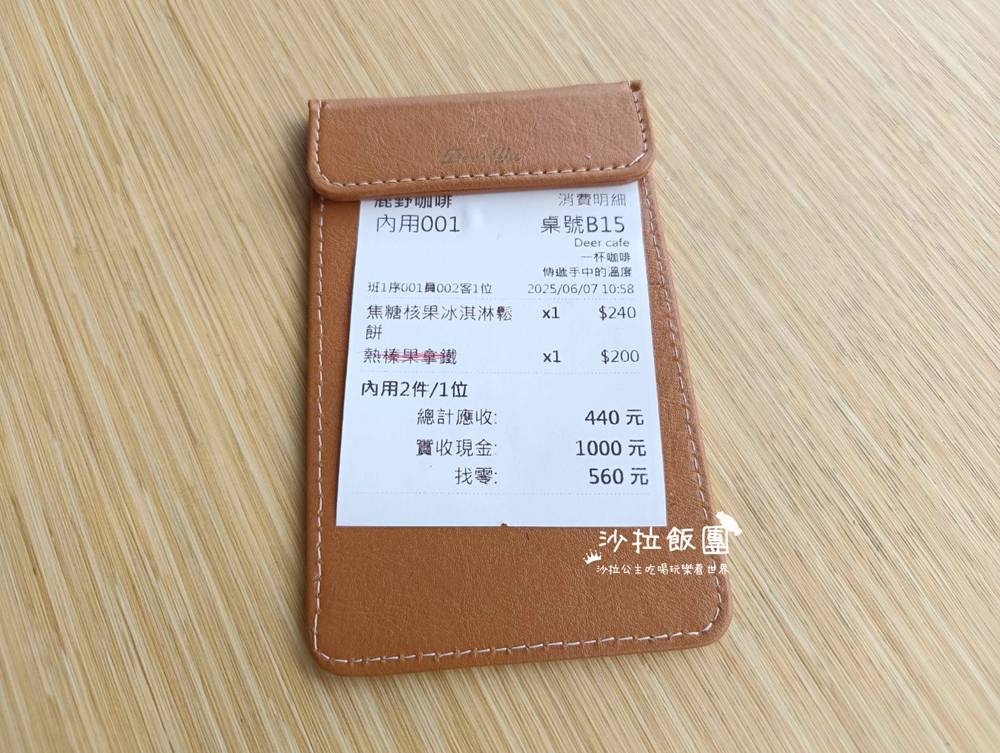 鹿野咖啡 消費明細
內用001 桌號B15
Deer cafe
一杯咖啡
傳遞手中的溫度
班1序001員002客1位 2025/06/07 10:58
焦糖核果冰淇淋鬆 x1 $240
餅
熱榛果拿鐵 x1 $200
內用2件/1位
總計應收: 440 元
實收現金: 1000 元
找零: 560 元
沙拉飯團
沙拉公主吃喝玩樂看世界